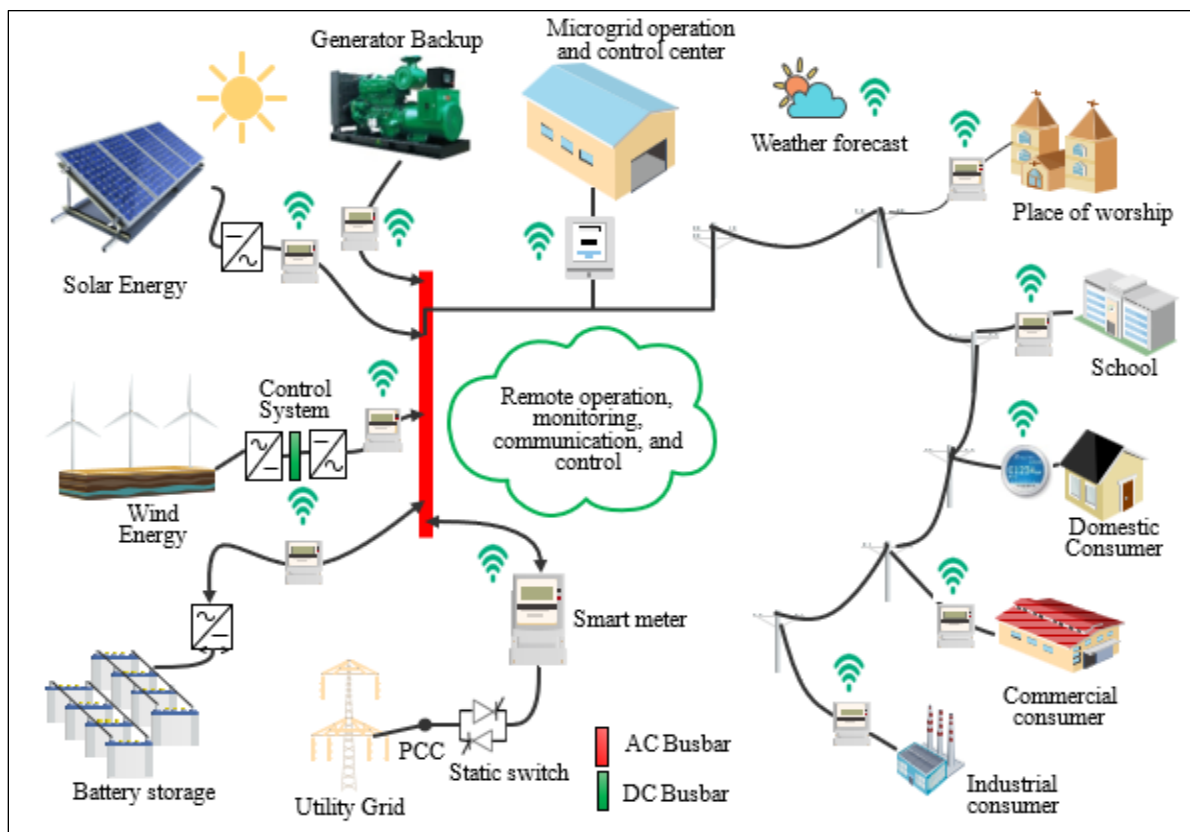 Generator Backup
Microgrid operation
and control center
Weather forecast
Place of worship
Solar Energy
School
Control
System
Remote operation,
monitoring,
communication, and
control
Wind
Energy
Domestic
Consumer
Smart meter
Commercial
consumer
Battery storage
Utility Grid
PCC
Static switch
AC Busbar
DC Busbar
Industrial
consumer